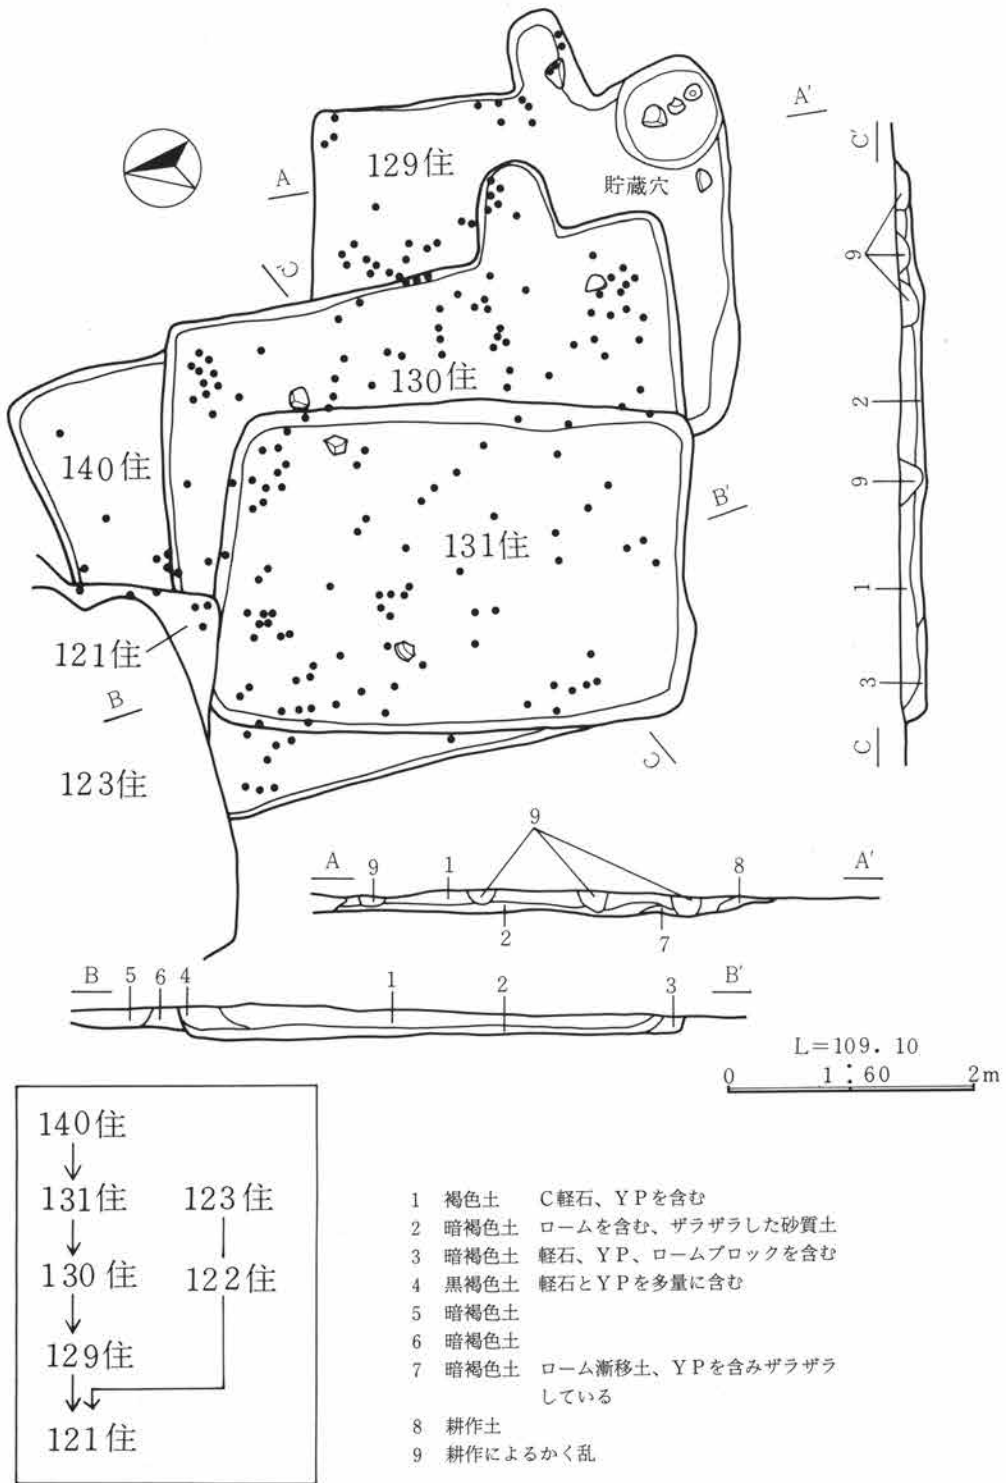 A'
129住
A
貯蔵穴
C'
C'
9
130住
2
140住
9
B'
131住
1
121住
B
3
C
C
123住
9
A 9 1 8 A'
2 7
B 5 6 4 1 2 3 B'
L=109.10
0 1:60 2m
140住
131住 123住
130住 122住
129住
121住
1 褐色土 C軽石、YPを含む
2 暗褐色土 ロームを含む、ザラザラした砂質土
3 暗褐色土 軽石、YP、ロームブロックを含む
4 黒褐色土 軽石とYPを多量に含む
5 暗褐色土
6 暗褐色土
7 暗褐色土 ローム漸移土、YPを含みザラザラ
している
8 耕作土
9 耕作によるかく乱